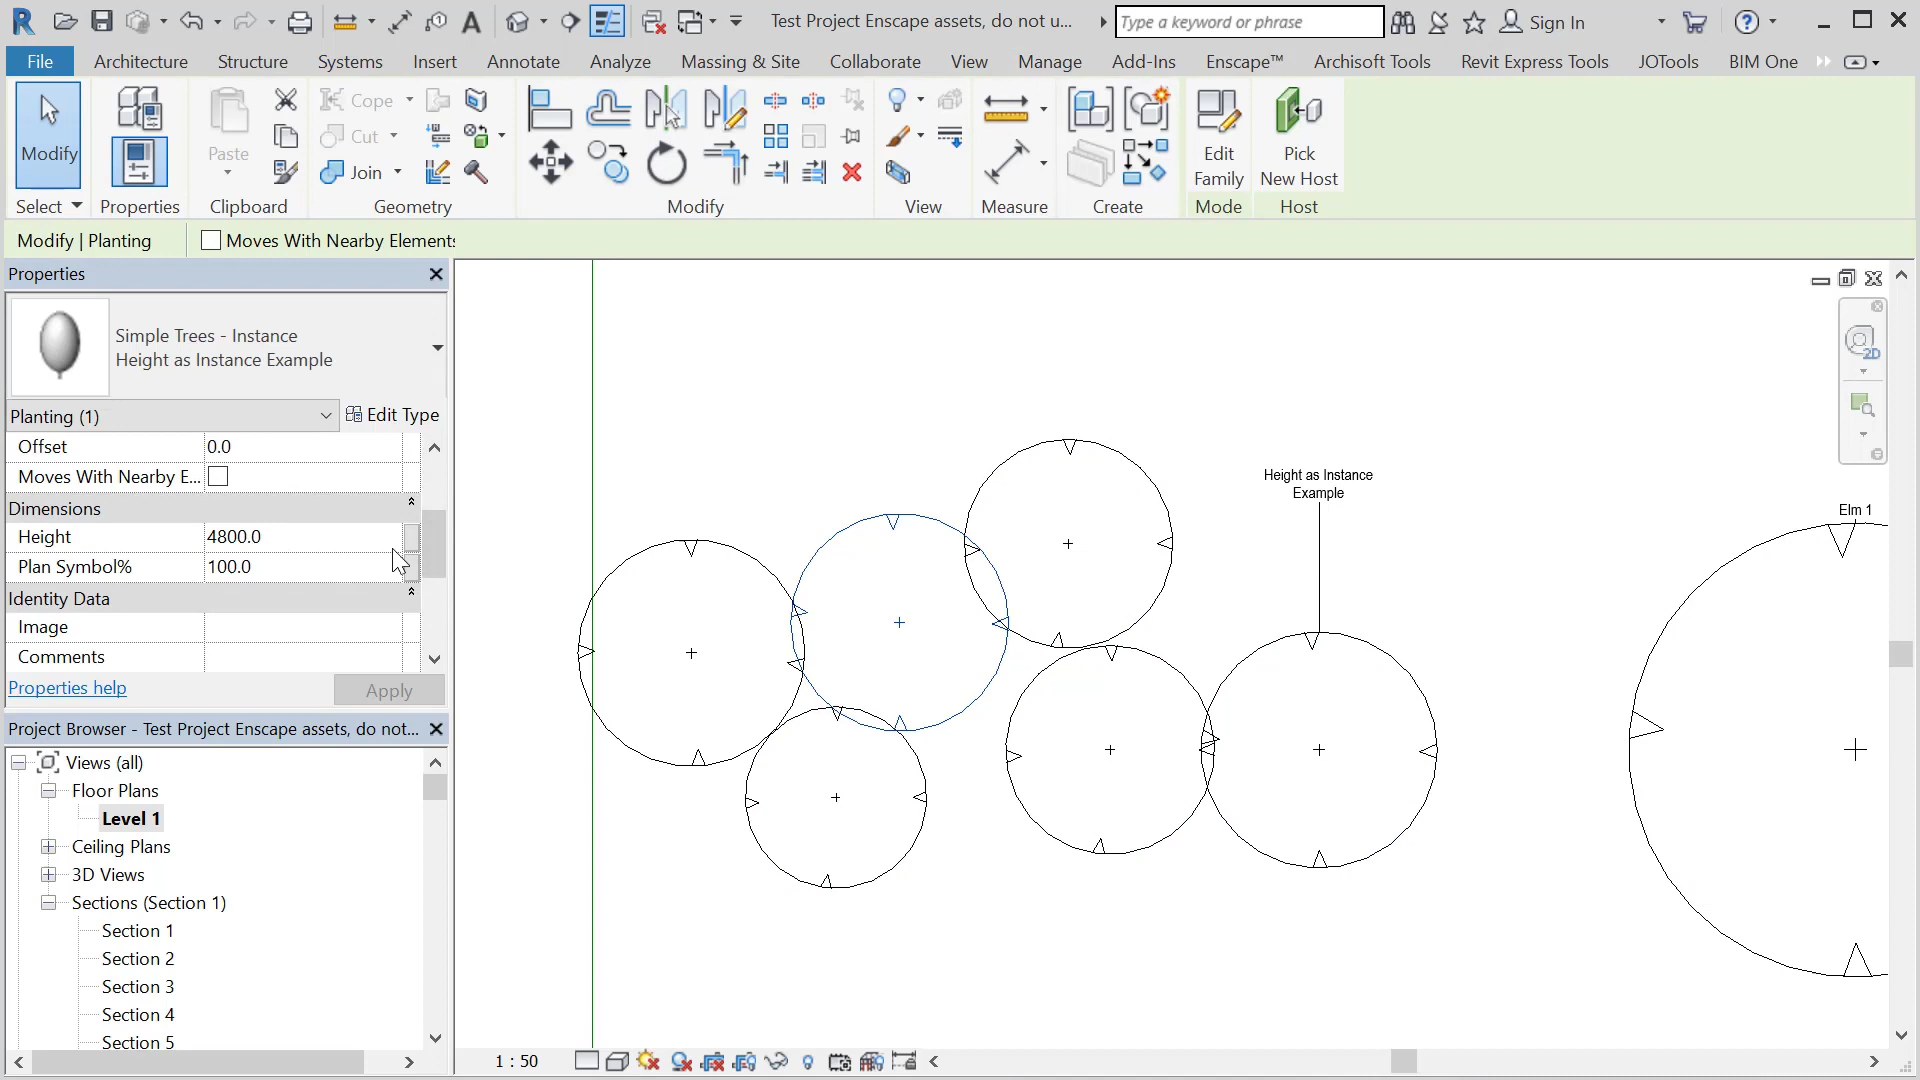 Test Project Enscape assets, do not u...
Type a keyword or phrase
Sign In
File
Architecture
Structure
Systems
Insert
Annotate
Analyze
Massing & Site
Collaborate
View
Manage
Add-Ins
Enscape™
Archisoft Tools
Revit Express Tools
JOTools
BIM One
Modify
Paste
Cope
Cut
Join
Edit
Family
Pick
New Host
Select
Properties
Clipboard
Geometry
Modify
View
Measure
Create
Mode
Host
Modify | Planting
Moves With Nearby Elements
Properties
Simple Trees - Instance
Height as Instance Example
Planting (1)
Edit Type
Offset
0.0
Moves With Nearby E...
Dimensions
Height
4800.0
Plan Symbol%
100.0
Identity Data
Image
Comments
Properties help
Apply
Project Browser - Test Project Enscape assets, do not...
Views (all)
Floor Plans
Level 1
Ceiling Plans
3D Views
Sections (Section 1)
Section 1
Section 2
Section 3
Section 4
Section 5
Height as Instance
Example
Elm 1
2D
1 : 50